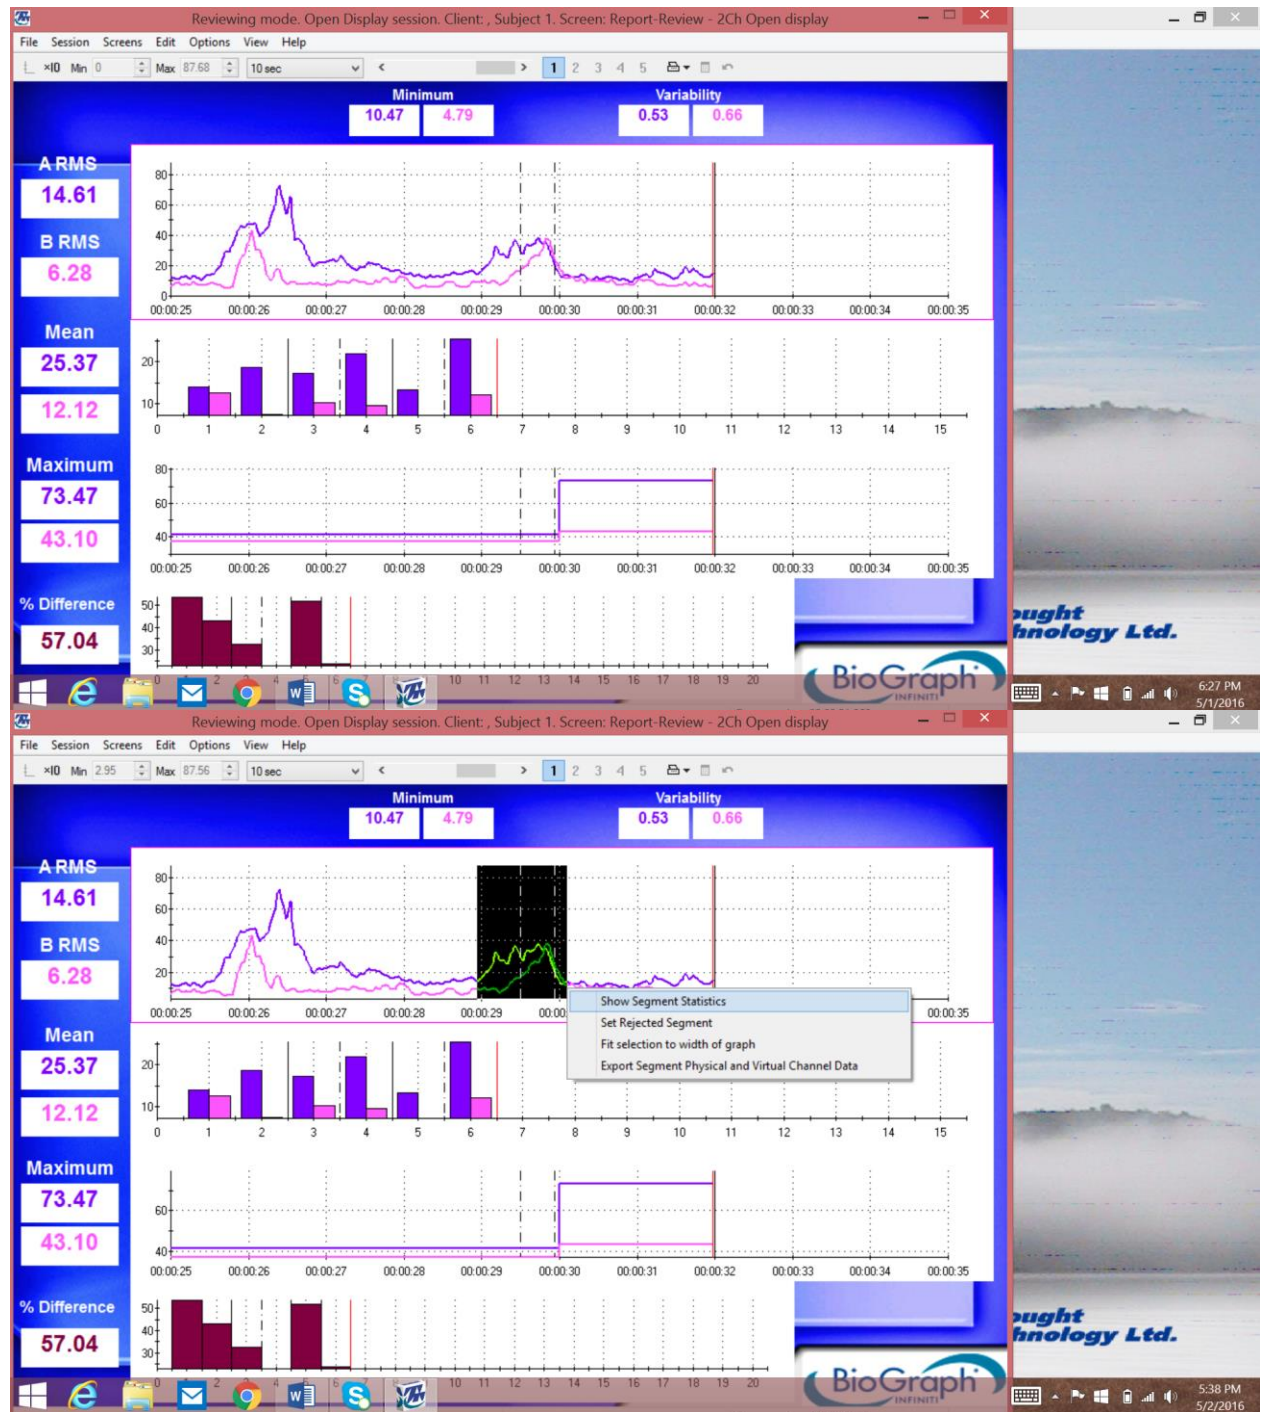 Reviewing mode. Open Display session. Client: , Subject 1. Screen: Report-Review - 2Ch Open display
File Session Screens Edit Options View Help
×10 Min 0 Max 87.68 10 sec < > 1 2 3 4 5
Minimum Variability
10.47 4.79 0.53 0.66
A RMS
14.61
B RMS
6.28
80
60
40
20
0
00:00:25 00:00:26 00:00:27 00:00:28 00:00:29 00:00:30 00:00:31 00:00:32 00:00:33 00:00:34 00:00:35
Mean
25.37
12.12
20
10
0 1 2 3 4 5 6 7 8 9 10 11 12 13 14 15
Maximum
73.47
43.10
80
60
40
00:00:25 00:00:26 00:00:27 00:00:28 00:00:29 00:00:30 00:00:31 00:00:32 00:00:33 00:00:34 00:00:35
% Difference
57.04
50
40
30
10 11 12 13 14 15 16 17 18 19 20
BioGraph
INFINITI
ought
hnology Ltd.
6:27 PM
5/1/2016
Reviewing mode. Open Display session. Client: , Subject 1. Screen: Report-Review - 2Ch Open display
File Session Screens Edit Options View Help
×10 Min 2.95 Max 87.56 10 sec < > 1 2 3 4 5
Minimum Variability
10.47 4.79 0.53 0.66
A RMS
14.61
B RMS
6.28
80
60
40
20
00:00:25 00:00:26 00:00:27 00:00:28 00:00:29 00:00 00:00:35
Show Segment Statistics
Set Rejected Segment
Fit selection to width of graph
Export Segment Physical and Virtual Channel Data
Mean
25.37
12.12
20
10
0 1 2 3 4 5 6 7 8 9 10 11 12 13 14 15
Maximum
73.47
43.10
60
40
00:00:25 00:00:26 00:00:27 00:00:28 00:00:29 00:00:30 00:00:31 00:00:32 00:00:33 00:00:34 00:00:35
% Difference
57.04
50
40
30
10 11 12 13 14 15 16 17 18 19 20
BioGraph
INFINITI
ought
hnology Ltd.
5:38 PM
5/2/2016